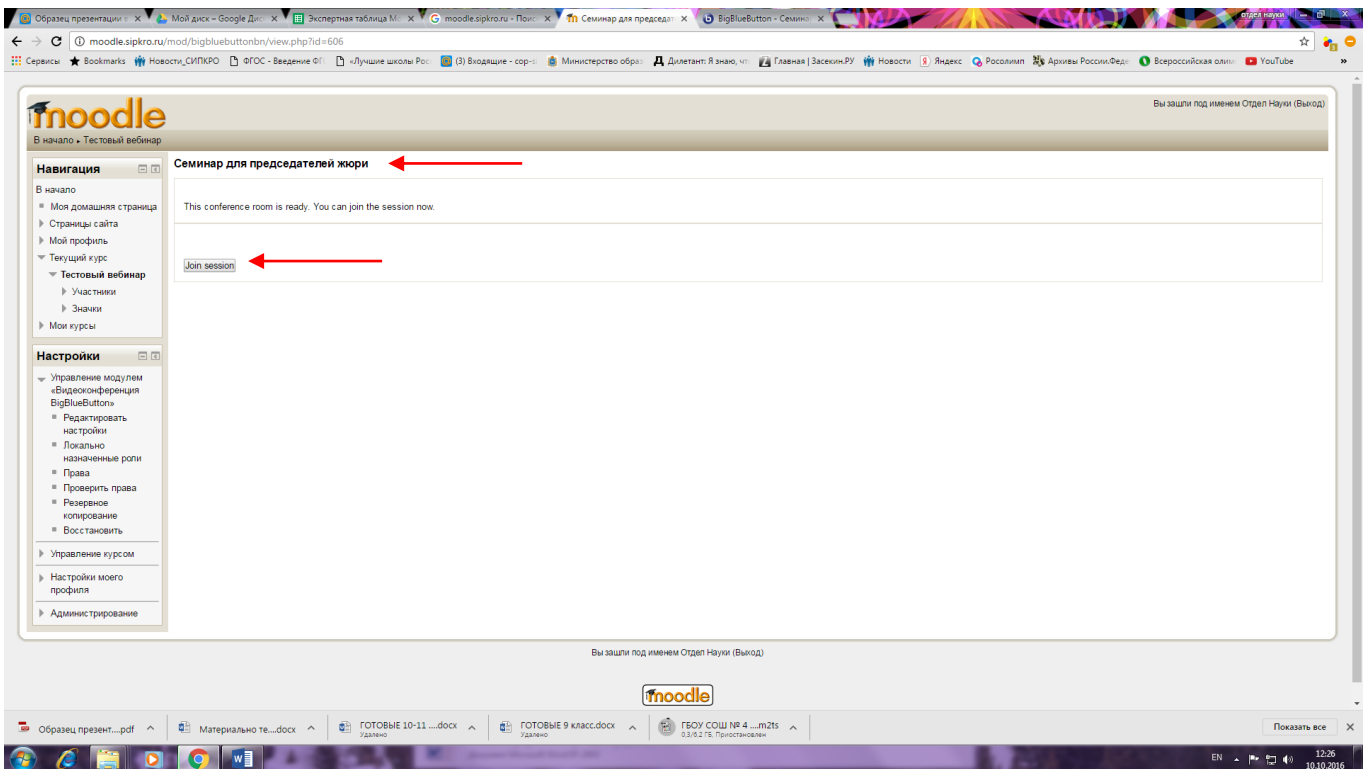 Образец презентации
Мой диск – Google Дис
Экспертная таблица Мо
moodle.sipkro.ru - Поис
Семинар для председат
BigBlueButton - Семина
отдел науки
moodle.sipkro.ru/mod/bigbluebuttonbn/view.php?id=606
Сервисы
Bookmarks
Новости_СИПКРО
ФГОС - Введение ФГ
«Лучшие школы Рос
(3) Входящие - cop-s
Министерство образ
Дилетант: Я знаю, чт
Главная | Засекин.РУ
Новости
Яндекс
Росолимп
Архивы России.Феде
Всероссийская олим
YouTube
»
moodle
Вы зашли под именем Отдел Науки (Выход)
В начало ▸ Тестовый вебинар
Навигация
В начало
Моя домашняя страница
Страницы сайта
Мой профиль
Текущий курс
Тестовый вебинар
Участники
Значки
Мои курсы
Настройки
Управление модулем
«Видеоконференция
BigBlueButton»
Редактировать
настройки
Локально
назначенные роли
Права
Проверить права
Резервное
копирование
Восстановить
Управление курсом
Настройки моего
профиля
Администрирование
Семинар для председателей жюри
This conference room is ready. You can join the session now.
Join session
Вы зашли под именем Отдел Науки (Выход)
moodle
Образец презент....pdf
Материально те....docx
ГОТОВЫЕ 10-11 ....docx
Удалено
ГОТОВЫЕ 9 класс.docx
Удалено
ГБОУ СОШ № 4 ....m2ts
0,3/6,2 ГБ, Приостановлен
Показать все
EN
12:26
10.10.2016